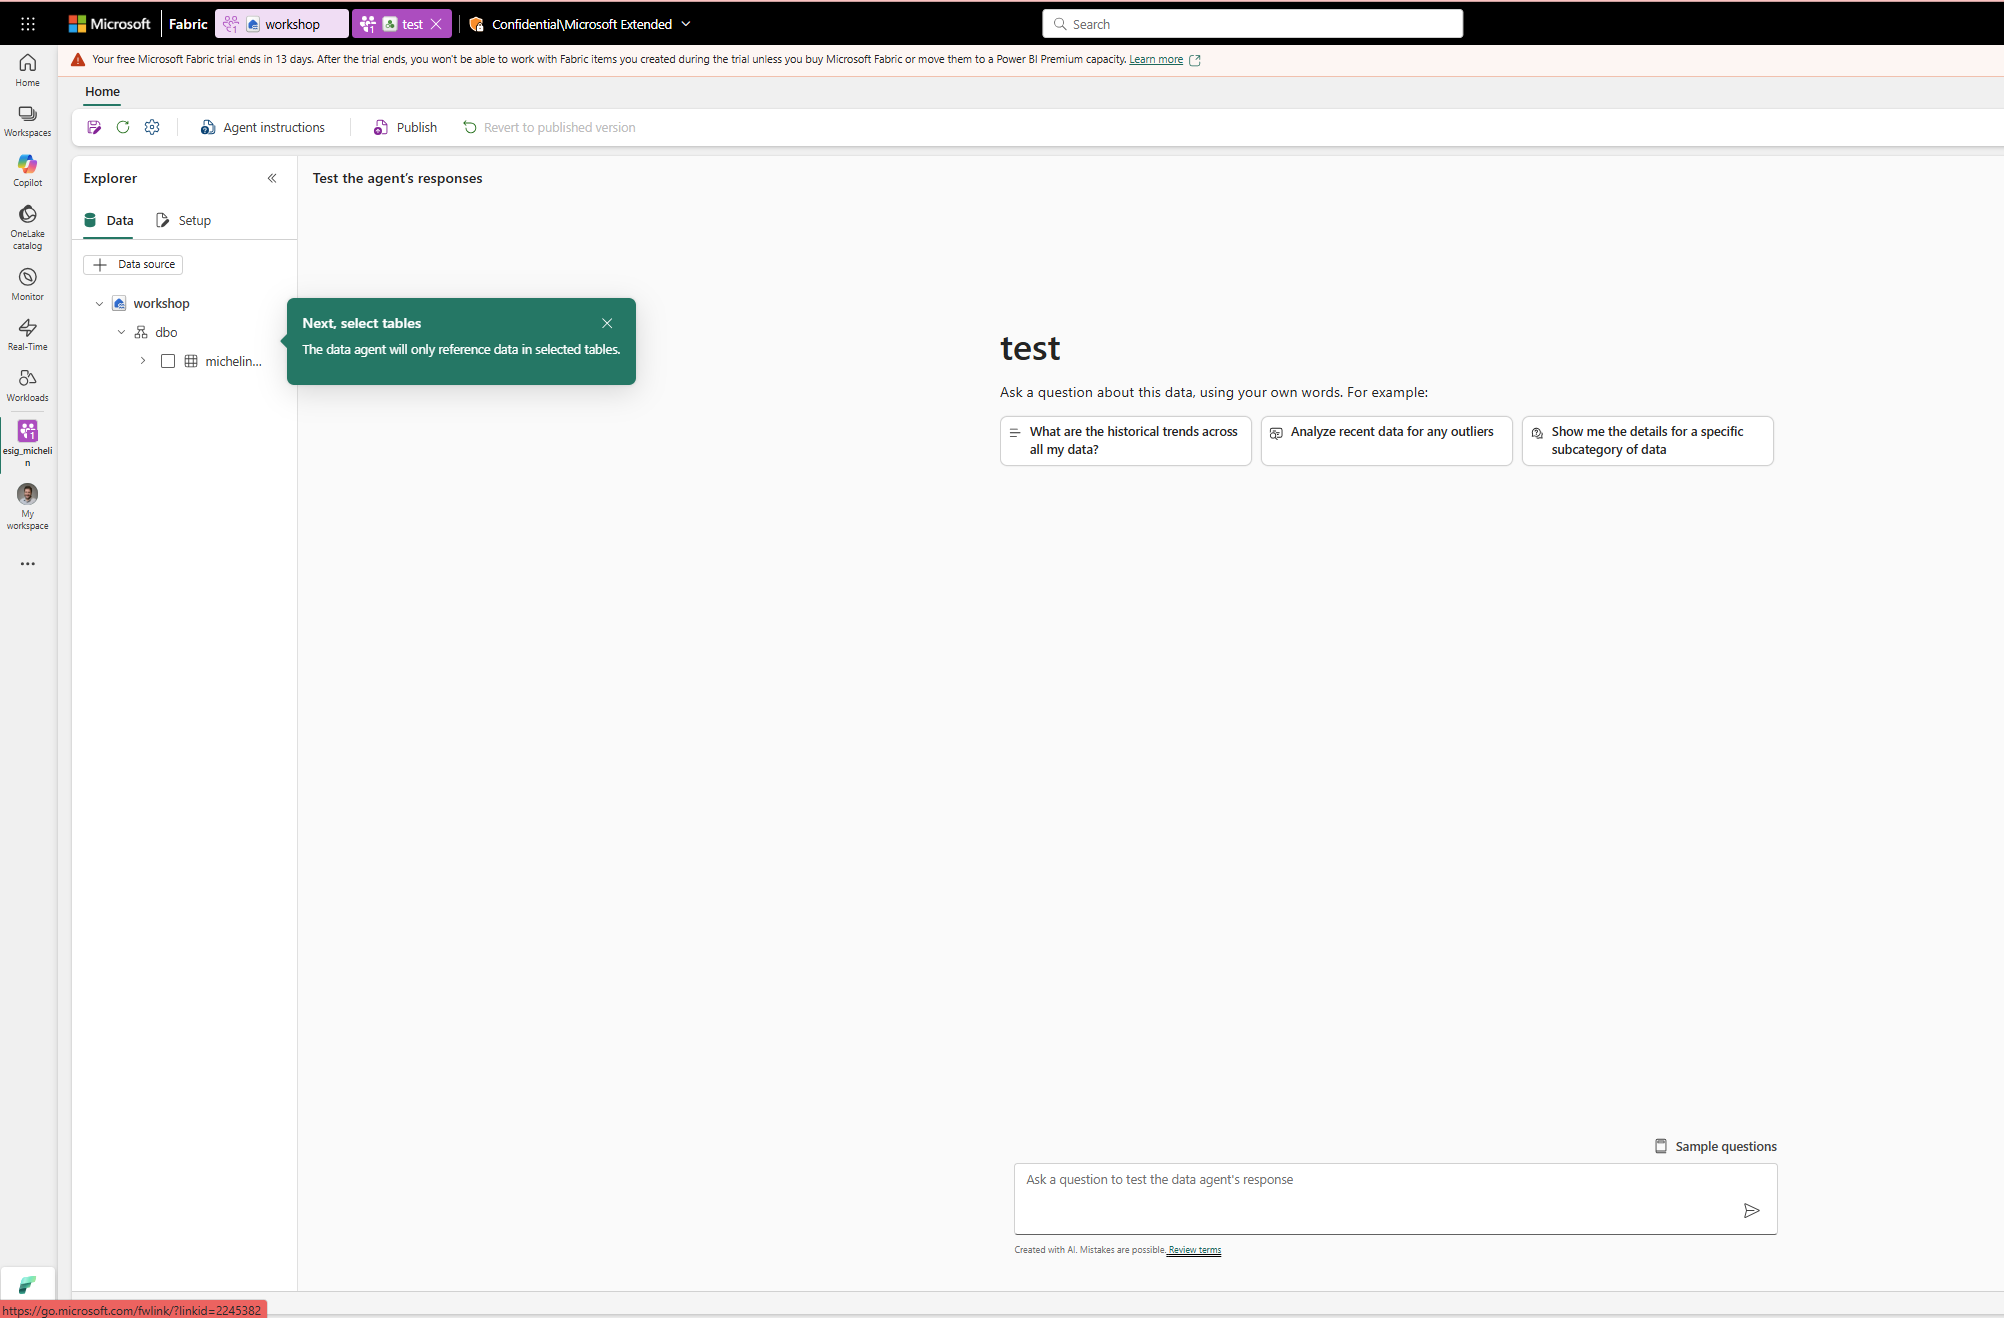 Microsoft Fabric workshop test Confidential\Microsoft Extended Search
Your free Microsoft Fabric trial ends in 13 days. After the trial ends, you won't be able to work with Fabric items you created during the trial unless you buy Microsoft Fabric or move them to a Power BI Premium capacity. Learn more
Home
Agent instructions Publish Revert to published version
Home
Workspaces
Copilot
OneLake
catalog
Monitor
Real-Time
Workloads
esig_micheli
n
My
workspace
Explorer
Data Setup
Data source
workshop
dbo
michelin...
Next, select tables
The data agent will only reference data in selected tables.
Test the agent's responses
test
Ask a question about this data, using your own words. For example:
What are the historical trends across
all my data?
Analyze recent data for any outliers
Show me the details for a specific
subcategory of data
Sample questions
Ask a question to test the data agent's response
Created with AI. Mistakes are possible. Review terms
https://go.microsoft.com/fwlink/?linkid=2245382